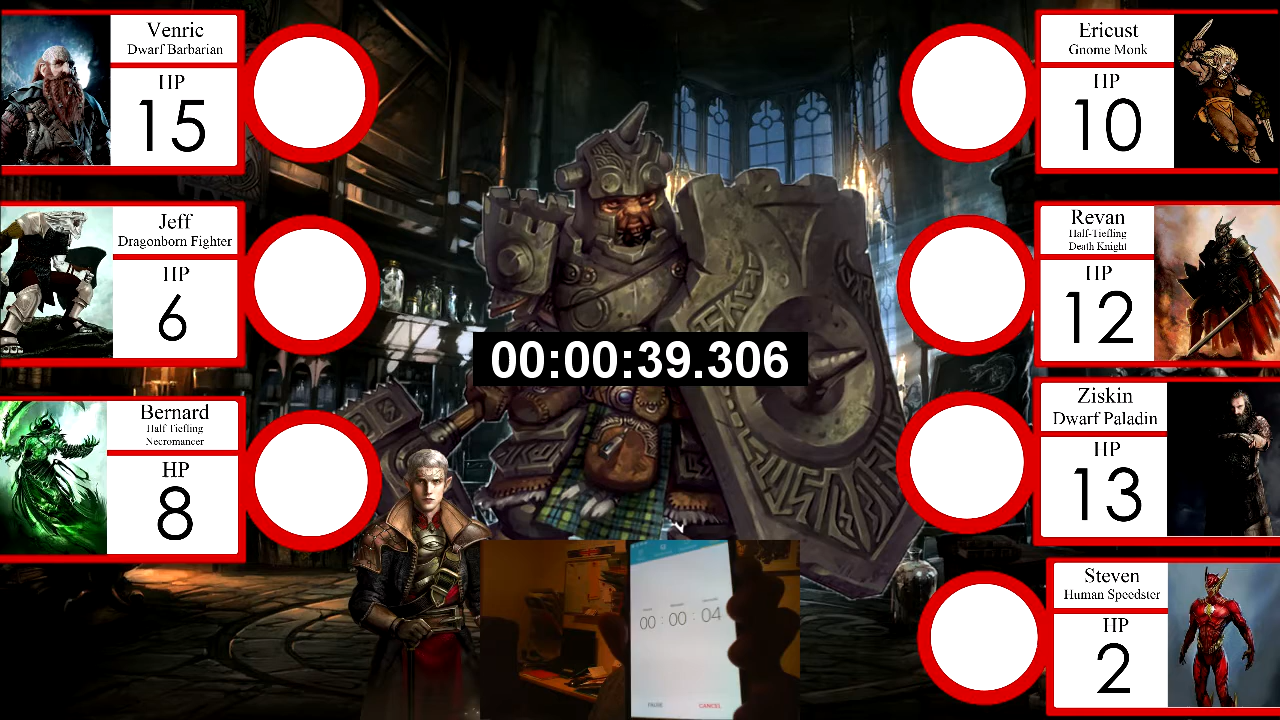 Venric
Dwarf Barbarian
HP
15
Jeff
Dragonborn Fighter
HP
6
Bernard
Half Tiefling
Necromancer
HP
8
00:00:39.306
00 : 00 : 04
PAUSE
CANCEL
Ericust
Gnome Monk
HP
10
Revan
Half-Tiefling
Death Knight
HP
12
Ziskin
Dwarf Paladin
HP
13
Steven
Human Speedster
HP
2